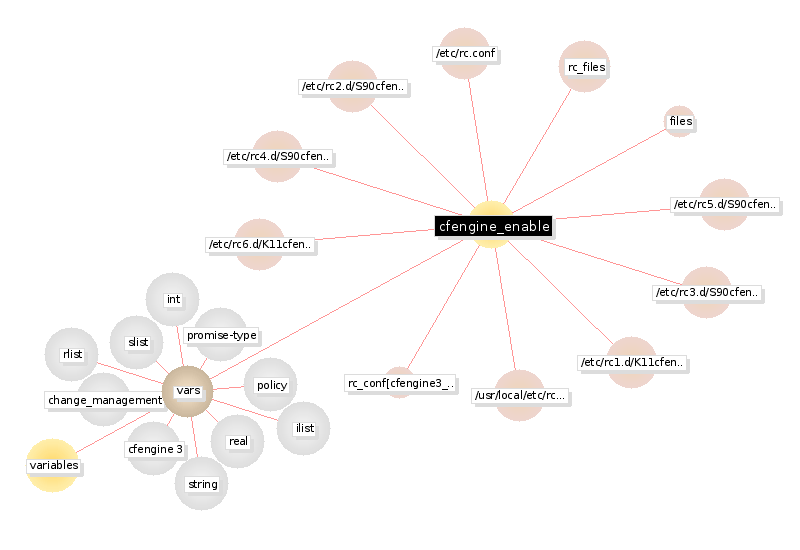 /etc/rc.conf
rc_files
/etc/rc2.d/S90cfen..
files
/etc/rc4.d/S90cfen..
/etc/rc5.d/S90cfen..
cfengine_enable
/etc/rc6.d/K11cfen..
/etc/rc3.d/S90cfen..
int
promise-type
slist
rlist
/etc/rc1.d/K11cfen..
rc_conf[cfengine3_..
policy
vars
/usr/local/etc/rc...
change_management
ilist
real
cfengine 3
variables
string